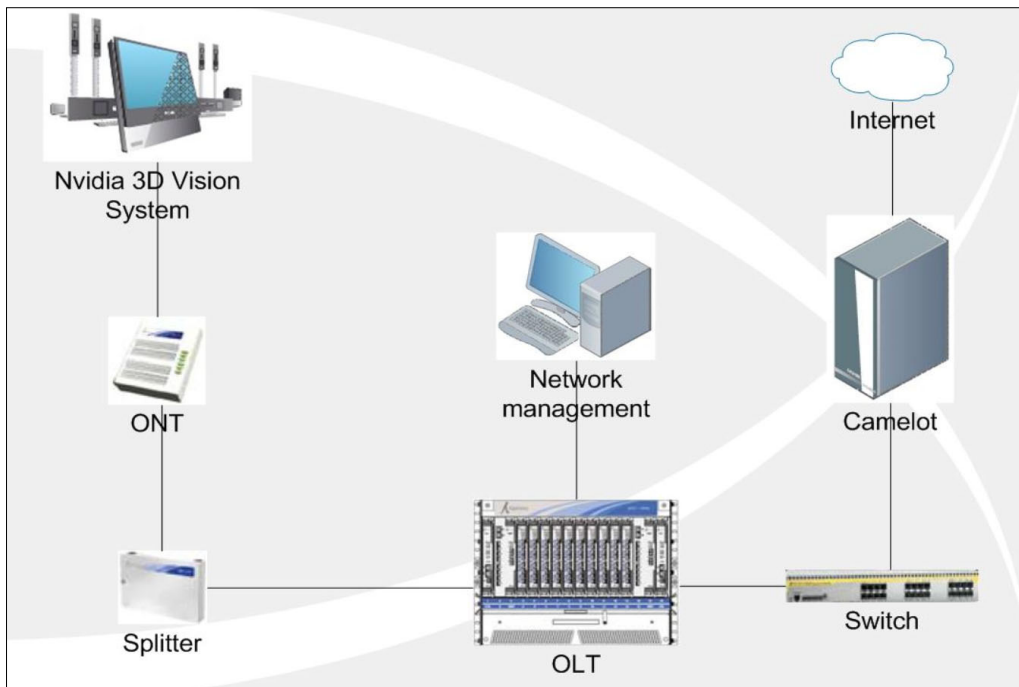 Internet
Nvidia 3D Vision
System
Network
management
ONT
Camelot
Splitter
OLT
Switch